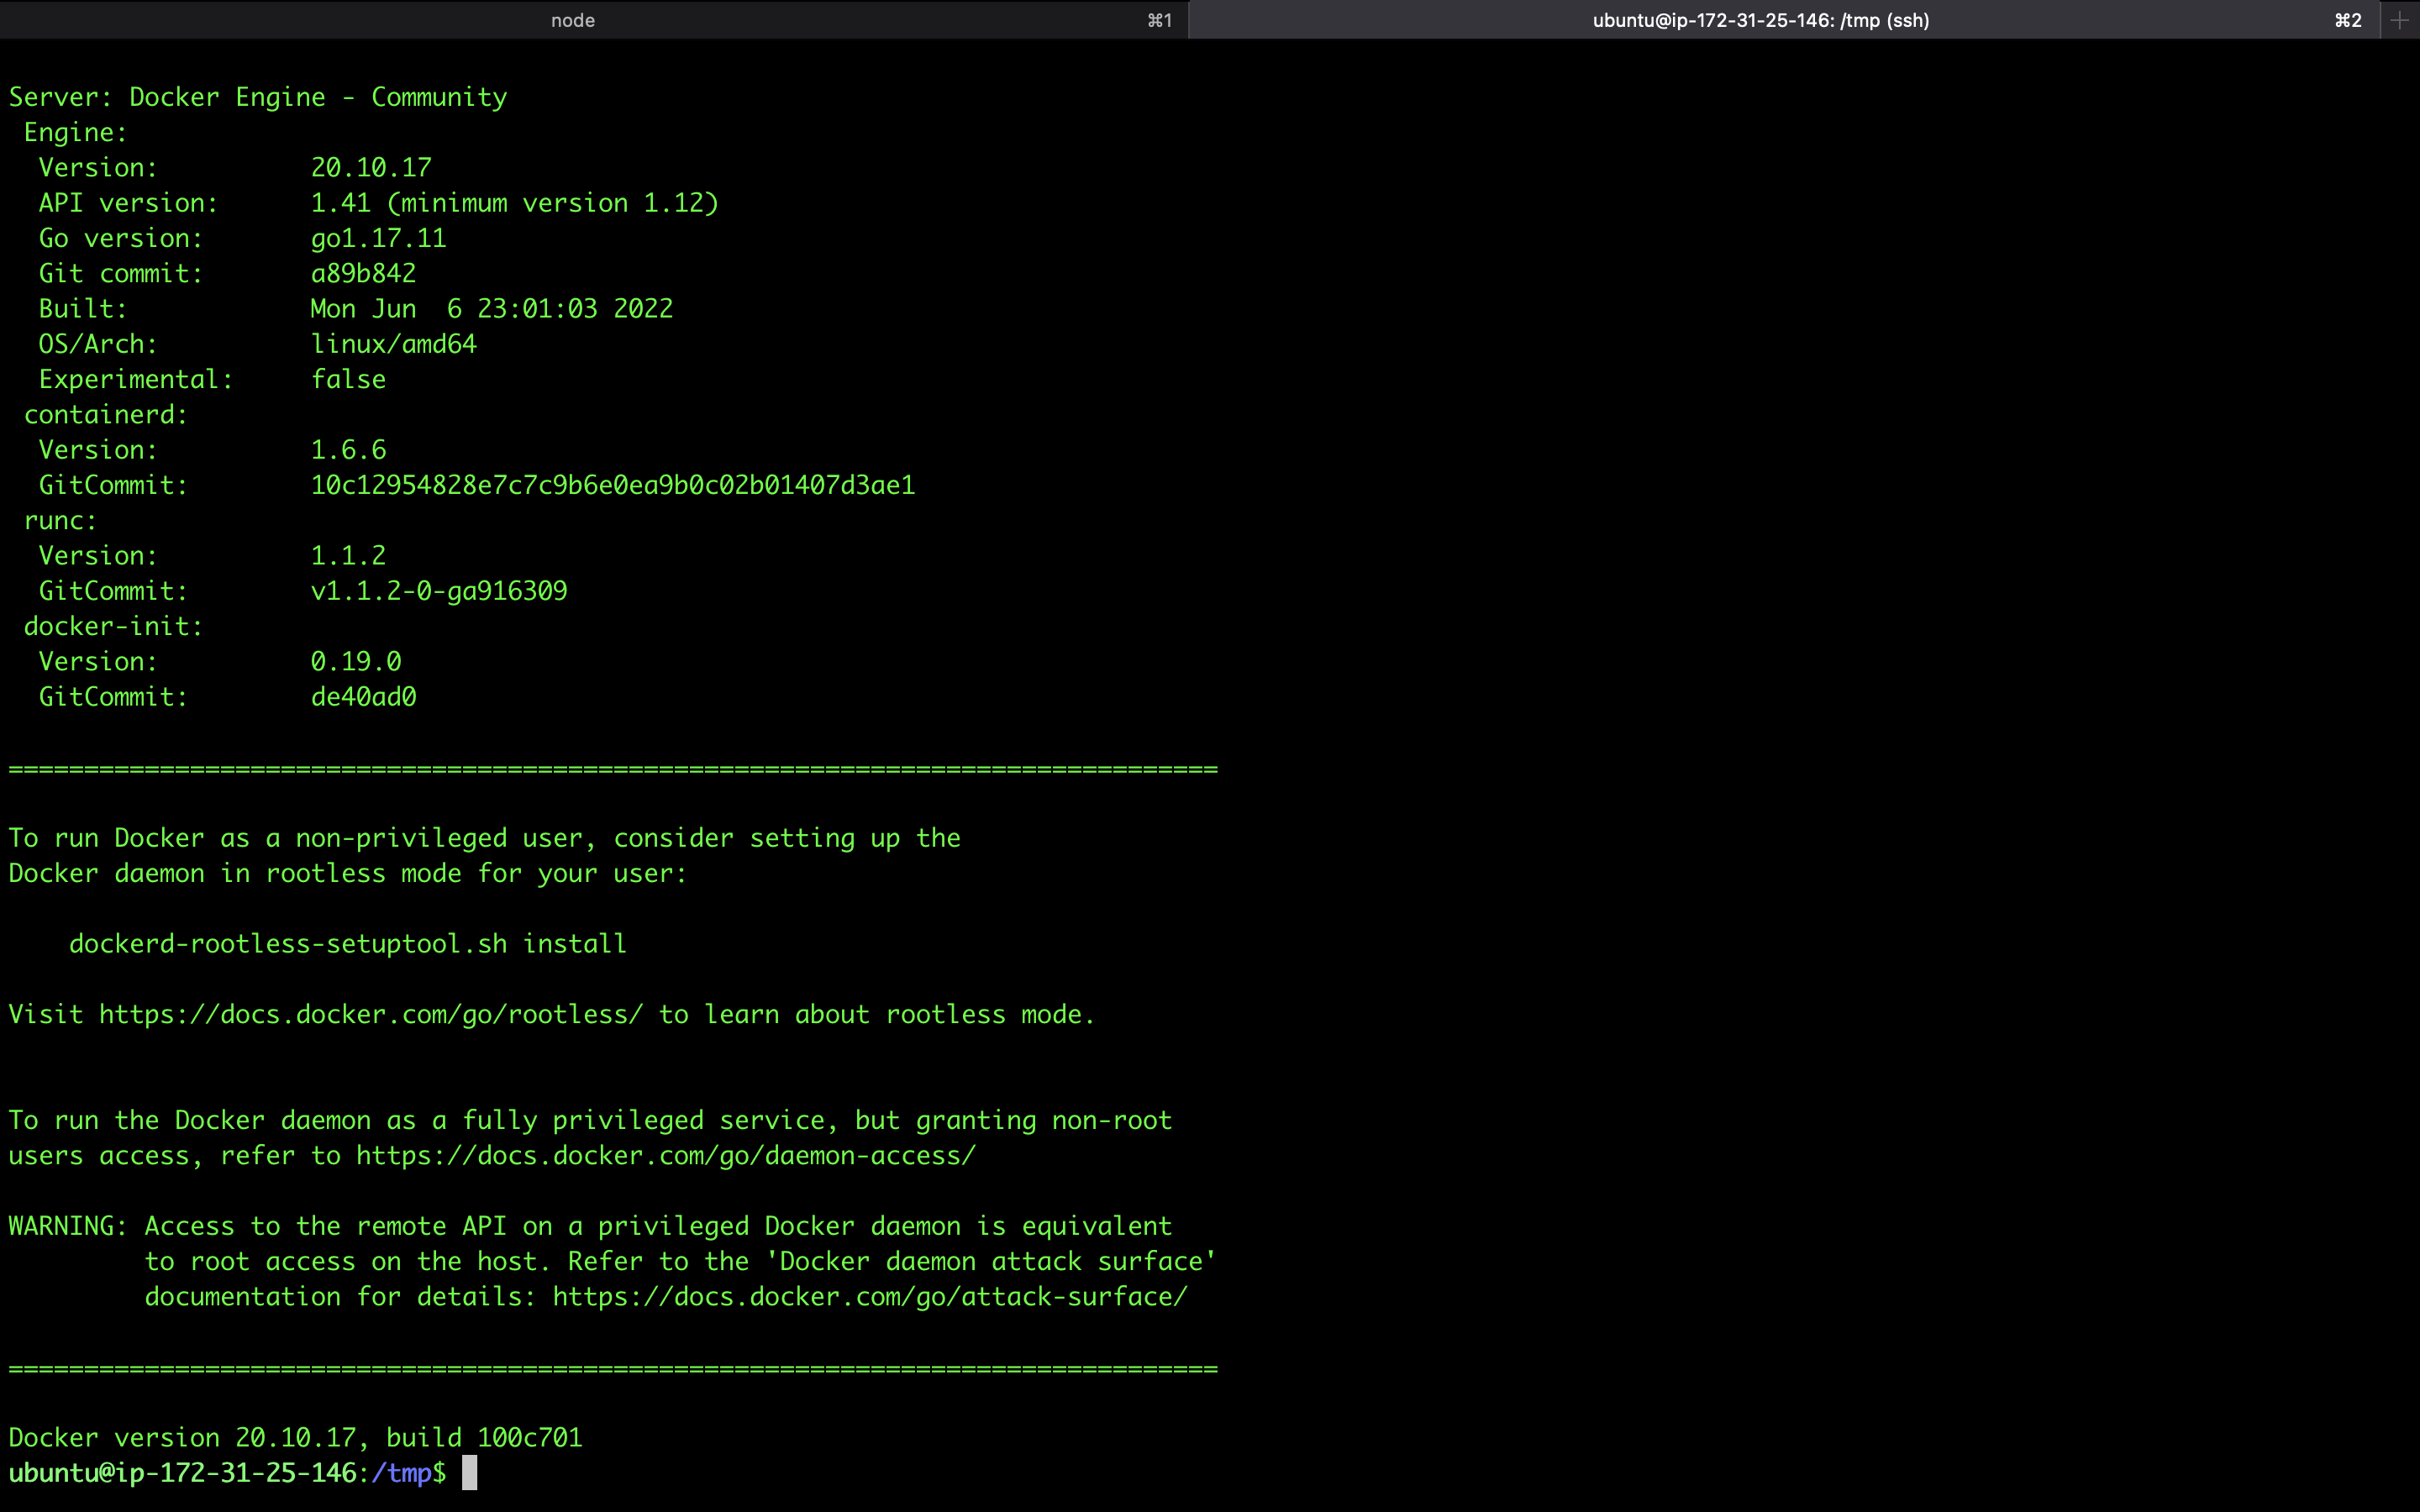 node ⌘1 ubuntu@ip-172-31-25-146: /tmp (ssh) ⌘2 +
Server: Docker Engine - Community
 Engine:
  Version:          20.10.17
  API version:      1.41 (minimum version 1.12)
  Go version:       go1.17.11
  Git commit:       a89b842
  Built:            Mon Jun  6 23:01:03 2022
  OS/Arch:          linux/amd64
  Experimental:     false
 containerd:
  Version:          1.6.6
  GitCommit:        10c12954828e7c7c9b6e0ea9b0c02b01407d3ae1
 runc:
  Version:          1.1.2
  GitCommit:        v1.1.2-0-ga916309
 docker-init:
  Version:          0.19.0
  GitCommit:        de40ad0
================================================================================
To run Docker as a non-privileged user, consider setting up the
Docker daemon in rootless mode for your user:
    dockerd-rootless-setuptool.sh install
Visit https://docs.docker.com/go/rootless/ to learn about rootless mode.
To run the Docker daemon as a fully privileged service, but granting non-root
users access, refer to https://docs.docker.com/go/daemon-access/
WARNING: Access to the remote API on a privileged Docker daemon is equivalent
         to root access on the host. Refer to the 'Docker daemon attack surface'
         documentation for details: https://docs.docker.com/go/attack-surface/
================================================================================
Docker version 20.10.17, build 100c701
ubuntu@ip-172-31-25-146:/tmp$